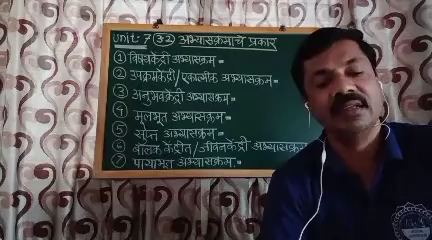 unit-7 (3.2) अभ्यासक्रमाचे प्रकार
① विषयकेंद्री अभ्यासक्रम =
② उपक्रमकेंद्री/एकात्मीक अभ्यासक्रम =
③ अनुभवकेंद्री अभ्यासक्रम =
④ मूलभूत अभ्यासक्रम =
⑤ सुप्त अभ्यासक्रम =
⑥ बालक केंद्रीत/जीवनकेंद्री अभ्यासक्रम
⑦ पायाभूत अभ्यासक्रम =